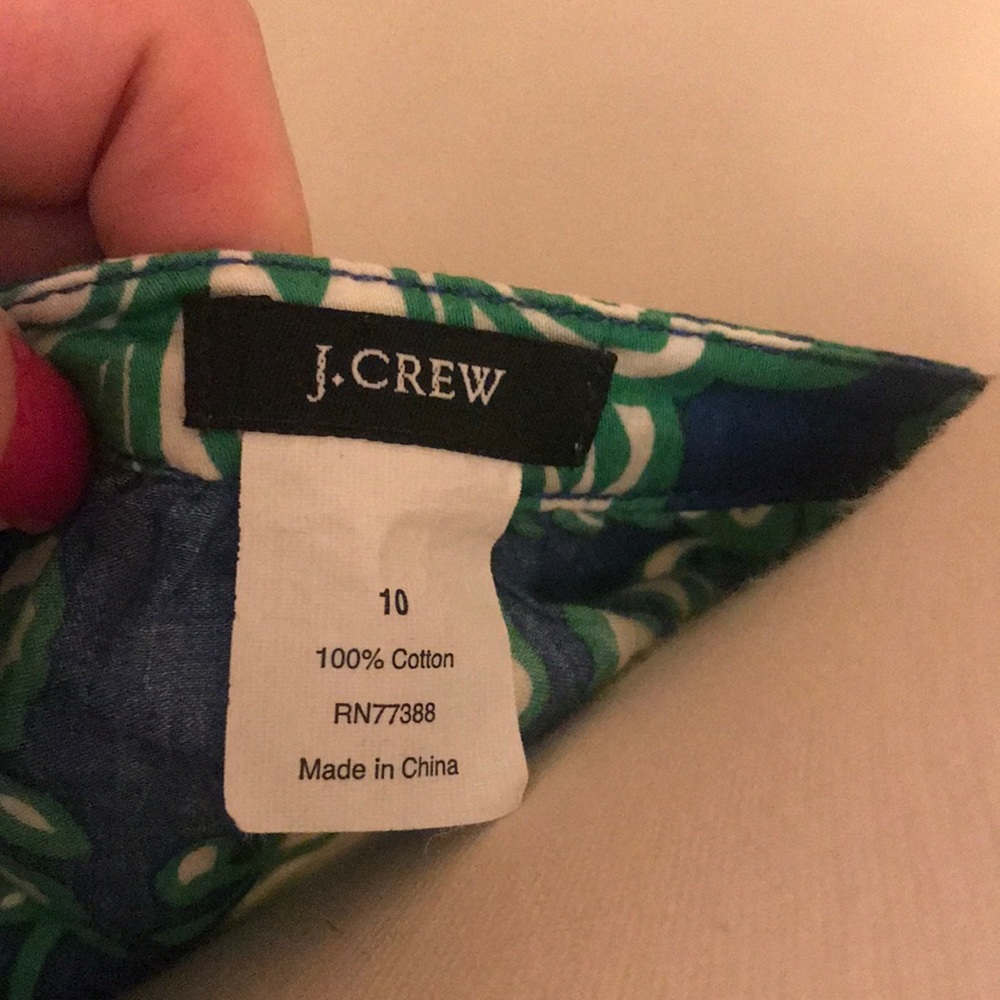 J.CREW
10
100% Cotton
RN77388
Made in China